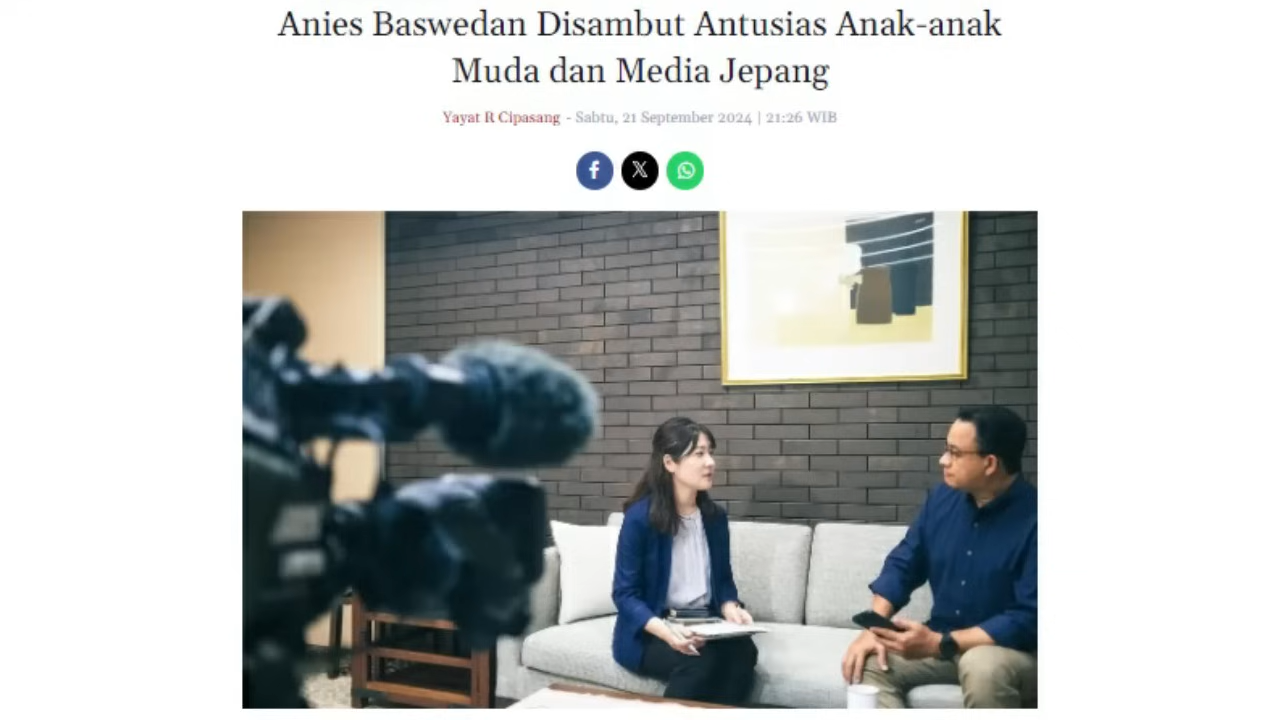 Anies Baswedan Disambut Antusias Anak-anak
Muda dan Media Jepang
Yayat R Cipasang - Sabtu, 21 September 2024 | 21:26 WIB